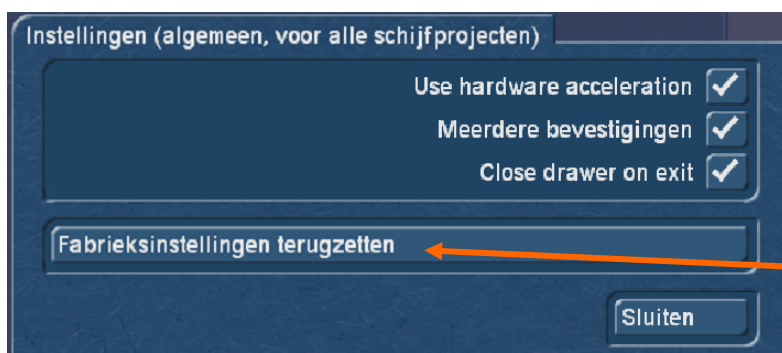 Instellingen (algemeen, voor alle schijfprojecten)
Use hardware acceleration
Meerdere bevestigingen
Close drawer on exit
Fabrieksinstellingen terugzetten
Sluiten